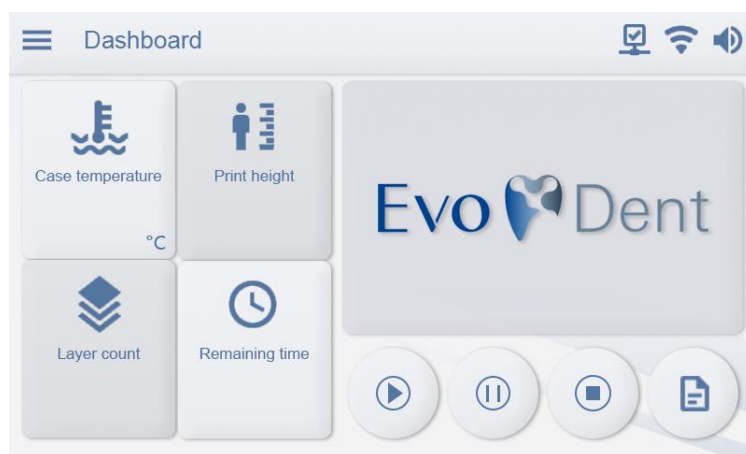 Dashboard
Case temperature
°C
Print height
Layer count
Remaining time
Evo Dent